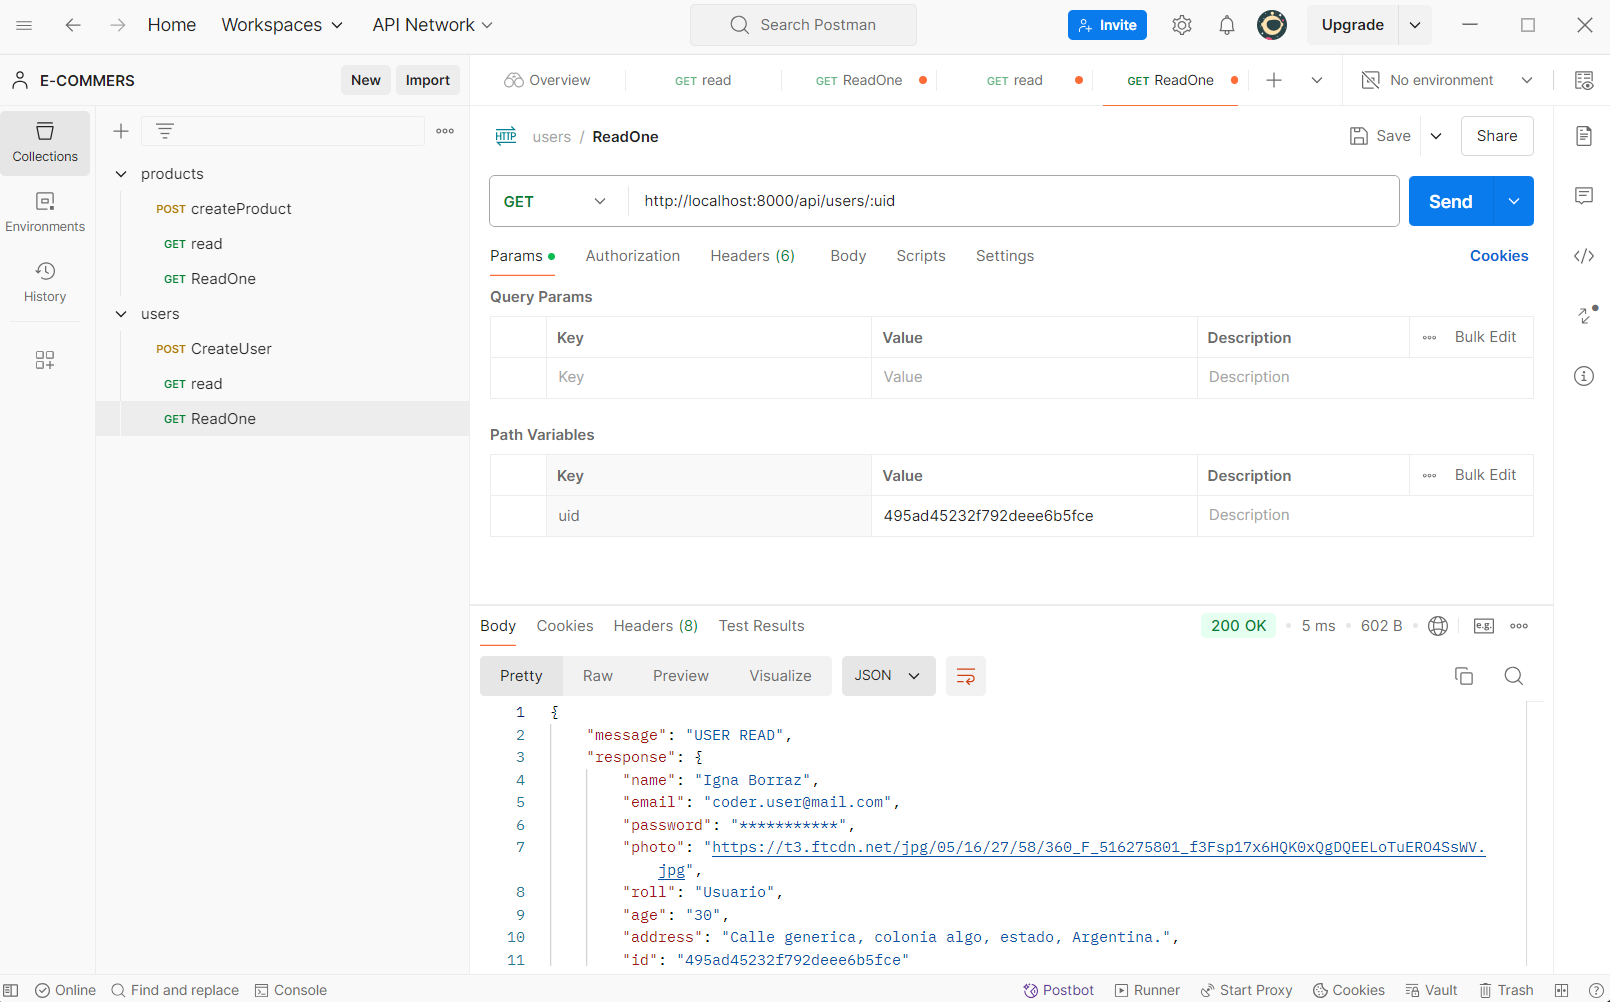 Home Workspaces API Network Search Postman Invite Upgrade
E-COMMERS New Import Overview GET read GET ReadOne GET read GET ReadOne No environment
Collections
Environments
History
products
POST createProduct
GET read
GET ReadOne
users
POST CreateUser
GET read
GET ReadOne
HTTP users / ReadOne Save Share
GET http://localhost:8000/api/users/:uid Send
Params Authorization Headers (6) Body Scripts Settings Cookies
Query Params
Key Value Description Bulk Edit
Key Value Description
Path Variables
Key Value Description Bulk Edit
uid 495ad45232f792deee6b5fce Description
Body Cookies Headers (8) Test Results 200 OK 5 ms 602 B e.g.
Pretty Raw Preview Visualize JSON
1 {
2 "message": "USER READ",
3 "response": {
4 "name": "Igna Borraz",
5 "email": "coder.user@mail.com",
6 "password": "***********",
7 "photo": "https://t3.ftcdn.net/jpg/05/16/27/58/360_F_516275801_f3Fsp17x6HQK0xQgDQEELoTuERO4SsWV.
jpg",
8 "roll": "Usuario",
9 "age": "30",
10 "address": "Calle generica, colonia algo, estado, Argentina.",
11 "id": "495ad45232f792deee6b5fce"
Online Find and replace Console Postbot Runner Start Proxy Cookies Vault Trash